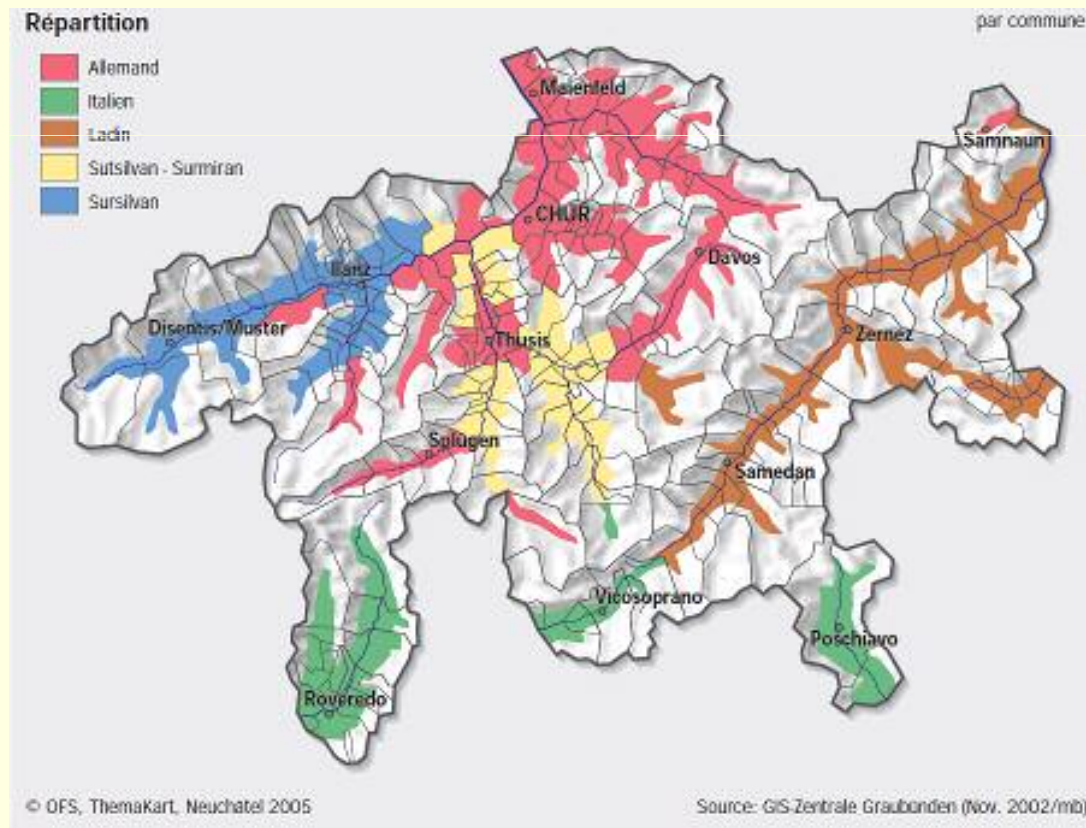 Répartition
par commune
Allemand
Italien
Ladin
Sutsilvan - Surmiran
Sursilvan
Maienfeld
Samnaun
CHUR
Davos
Ilanz
Disentis/Muster
Thusis
Zernez
Splügen
Samedan
Vicosoprano
Poschiavo
Roveredo
© OFS, ThemaKart, Neuchâtel 2005
Source: GIS-Zentrale Graubünden (Nov. 2002/mb)